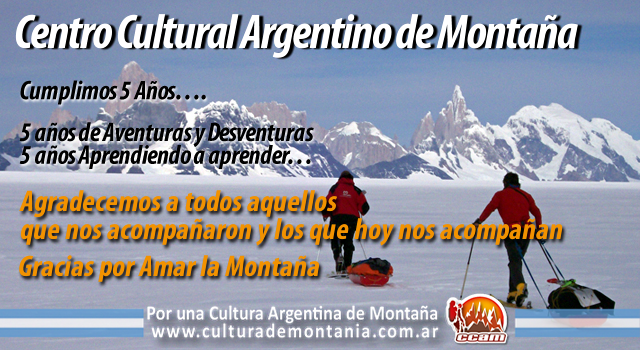 Centro Cultural Argentino de Montaña
Cumplimos 5 Años....
5 años de Aventuras y Desventuras
5 años Aprendiendo a aprender...
Agradecemos a todos aquellos
que nos acompañaron y los que hoy nos acompañan
Gracias por Amar la Montaña
Por una Cultura Argentina de Montaña
www.culturademontania.com.ar
ccam